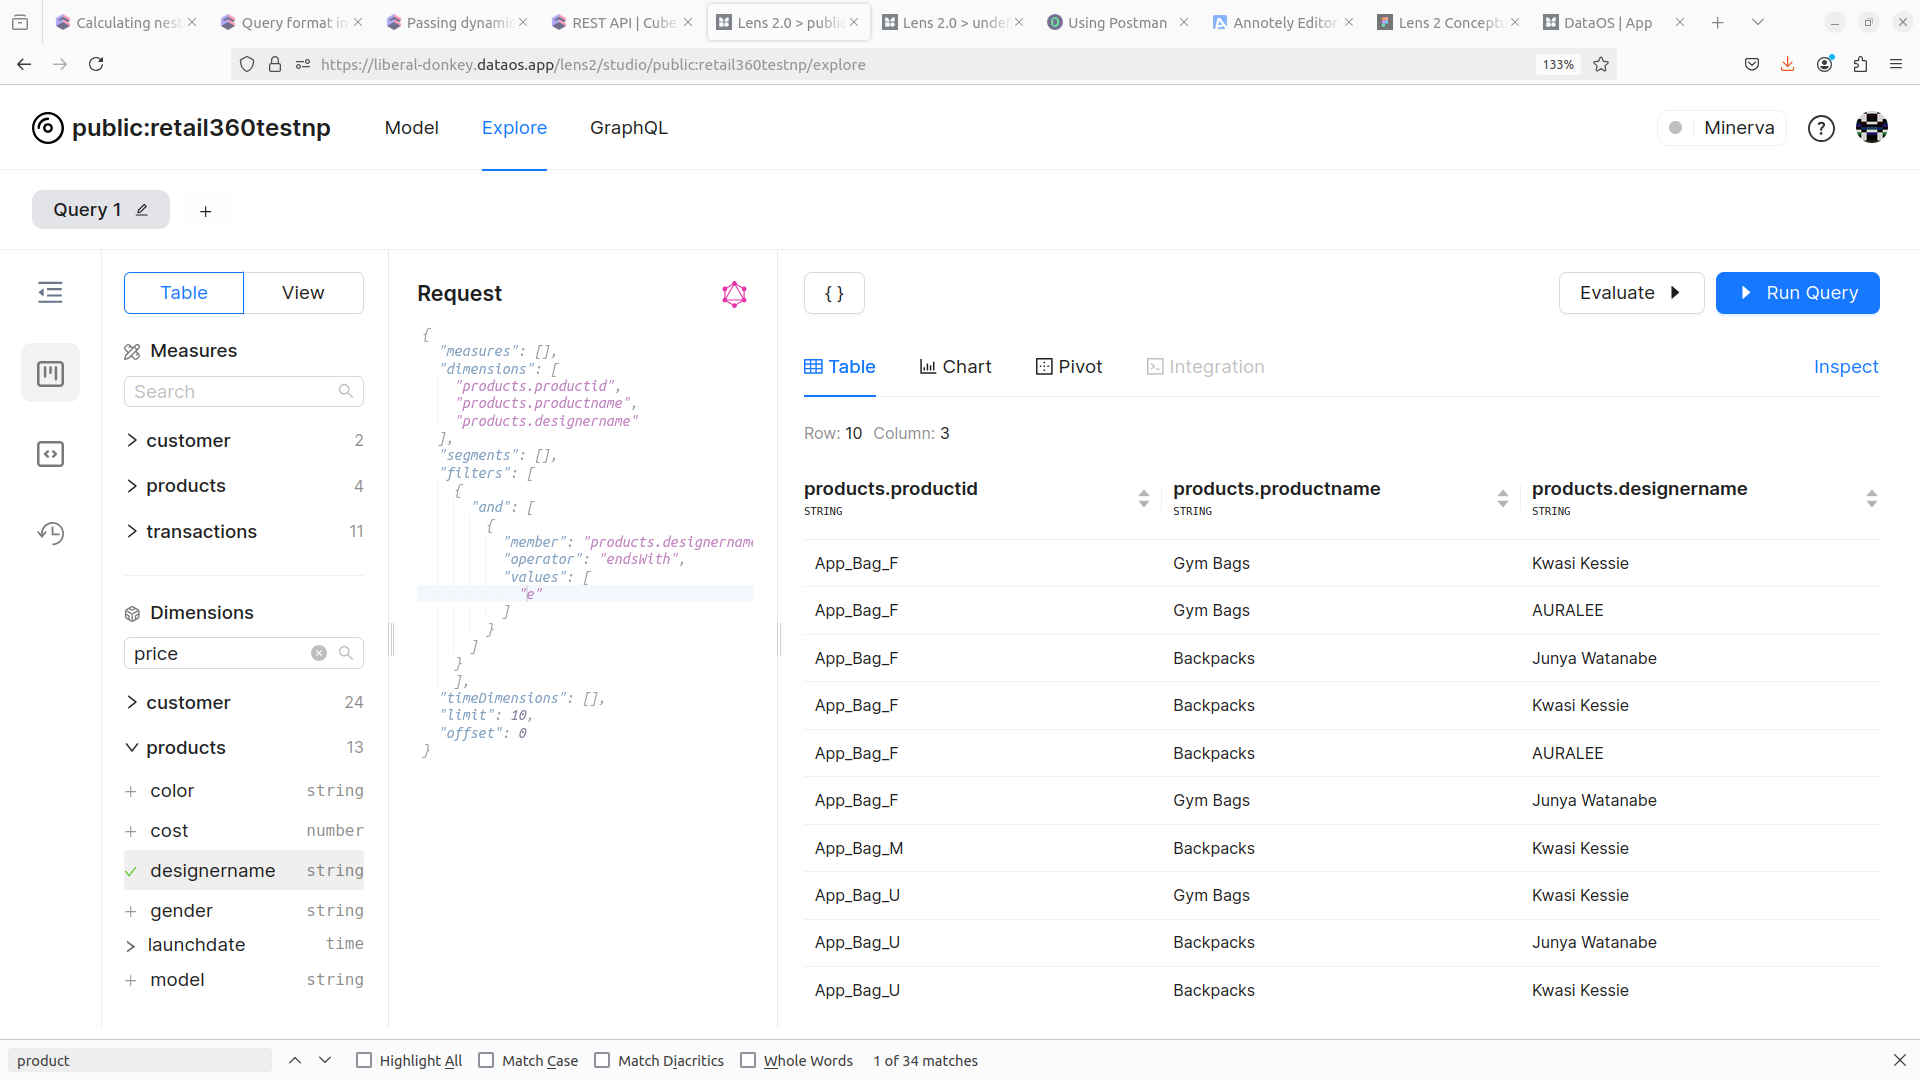 Calculating nest
Query format in
Passing dynamic
REST API | Cube
Lens 2.0 > public
Lens 2.0 > undef
Using Postman
Annotely Editor
Lens 2 Conceptu
DataOS | App
https://liberal-donkey.dataos.app/lens2/studio/public:retail360testnp/explore
133%
public:retail360testnp
Model
Explore
GraphQL
Minerva
?
Query 1
+
Table
View
Measures
Search
customer 2
products 4
transactions 11
Dimensions
price
customer 24
products 13
+ color string
+ cost number
designername string
+ gender string
launchdate time
+ model string
Request
{
"measures": [],
"dimensions": [
"products.productid",
"products.productname",
"products.designername"
],
"segments": [],
"filters": [
{
"and": [
{
"member": "products.designername
"operator": "endsWith",
"values": [
"e"
]
}
]
}
],
"timeDimensions": [],
"limit": 10,
"offset": 0
}
{ }
Evaluate
Run Query
Table
Chart
Pivot
Integration
Inspect
Row: 10 Column: 3
products.productid products.productname products.designername
STRING STRING STRING
App_Bag_F Gym Bags Kwasi Kessie
App_Bag_F Gym Bags AURALEE
App_Bag_F Backpacks Junya Watanabe
App_Bag_F Backpacks Kwasi Kessie
App_Bag_F Backpacks AURALEE
App_Bag_F Gym Bags Junya Watanabe
App_Bag_M Backpacks Kwasi Kessie
App_Bag_U Gym Bags Kwasi Kessie
App_Bag_U Backpacks Junya Watanabe
App_Bag_U Backpacks Kwasi Kessie
product
Highlight All
Match Case
Match Diacritics
Whole Words
1 of 34 matches